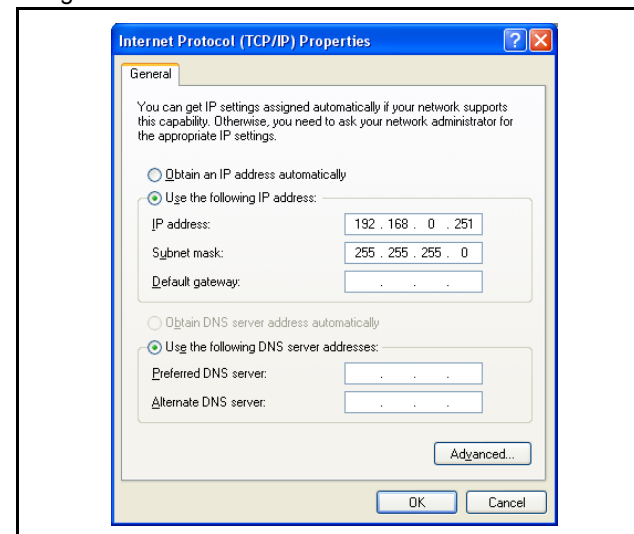 Internet Protocol (TCP/IP) Properties
General
You can get IP settings assigned automatically if your network supports
this capability. Otherwise, you need to ask your network administrator for
the appropriate IP settings.
Obtain an IP address automatically
Use the following IP address:
IP address: 192 . 168 . 0 . 251
Subnet mask: 255 . 255 . 255 . 0
Default gateway: . . .
Obtain DNS server address automatically
Use the following DNS server addresses:
Preferred DNS server: . . .
Alternate DNS server: . . .
Advanced...
OK Cancel